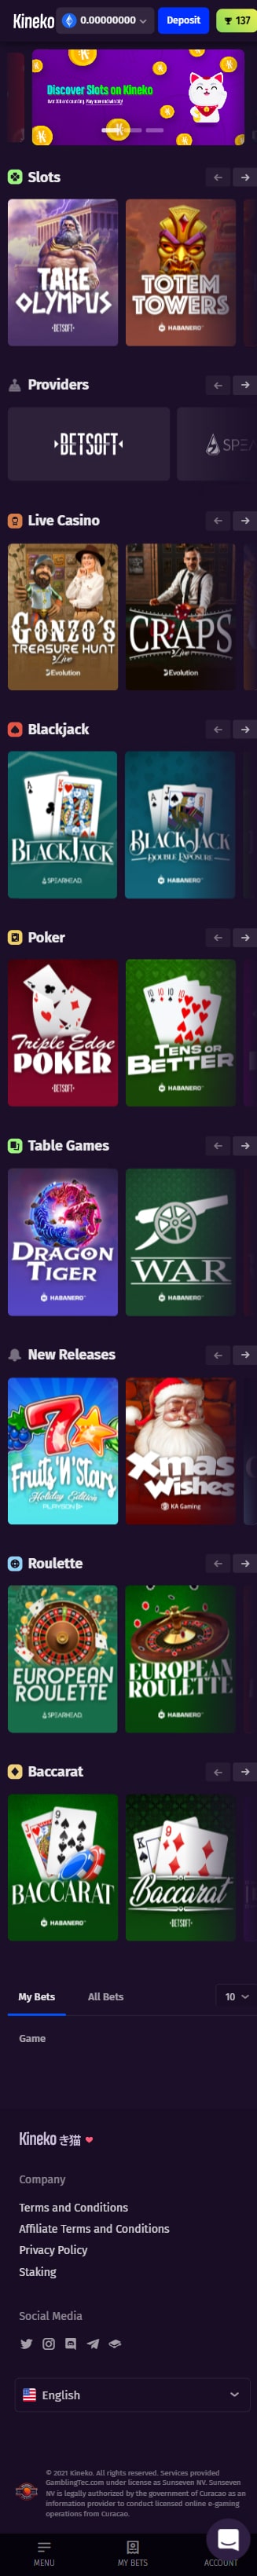 Kineko
0.00000000
Deposit
137
Discover Slots on Kineko
Slots
TAKE OLYMPUS
BETSOFT
TOTEM TOWERS
HABANERO
Providers
BETSOFT
SPEA
Live Casino
GONZO'S
TREASURE HUNT
Live
Evolution
CRAPS
Live
Evolution
Blackjack
BLACKJACK
SPEARHEAD
BLACKJACK
DOUBLE EXPOSURE
HABANERO
Poker
Triple Edge
POKER
BETSOFT
TENS OR BETTER
HABANERO
Table Games
DRAGON TIGER
HABANERO
WAR
HABANERO
New Releases
Fruits 'N' Stars
Holiday Edition
PLAYSON
Xmas Wishes
KA Gaming
Roulette
EUROPEAN ROULETTE
SPEARHEAD
EUROPEAN ROULETTE
HABANERO
Baccarat
BACCARAT
HABANERO
Baccarat
BETSOFT
My Bets
All Bets
10
Game
Kineko き猫
Company
Terms and Conditions
Affiliate Terms and Conditions
Privacy Policy
Staking
Social Media
English
© 2021 Kineko. All rights reserved. Services provided
GamblingTec.com under license as Sunseven NV. Sunseven
NV is legally authorized by the government of Curacao as an
information provider to conduct licensed online e-gaming
operations from Curacao.
MENU
MY BETS
ACCOUNT